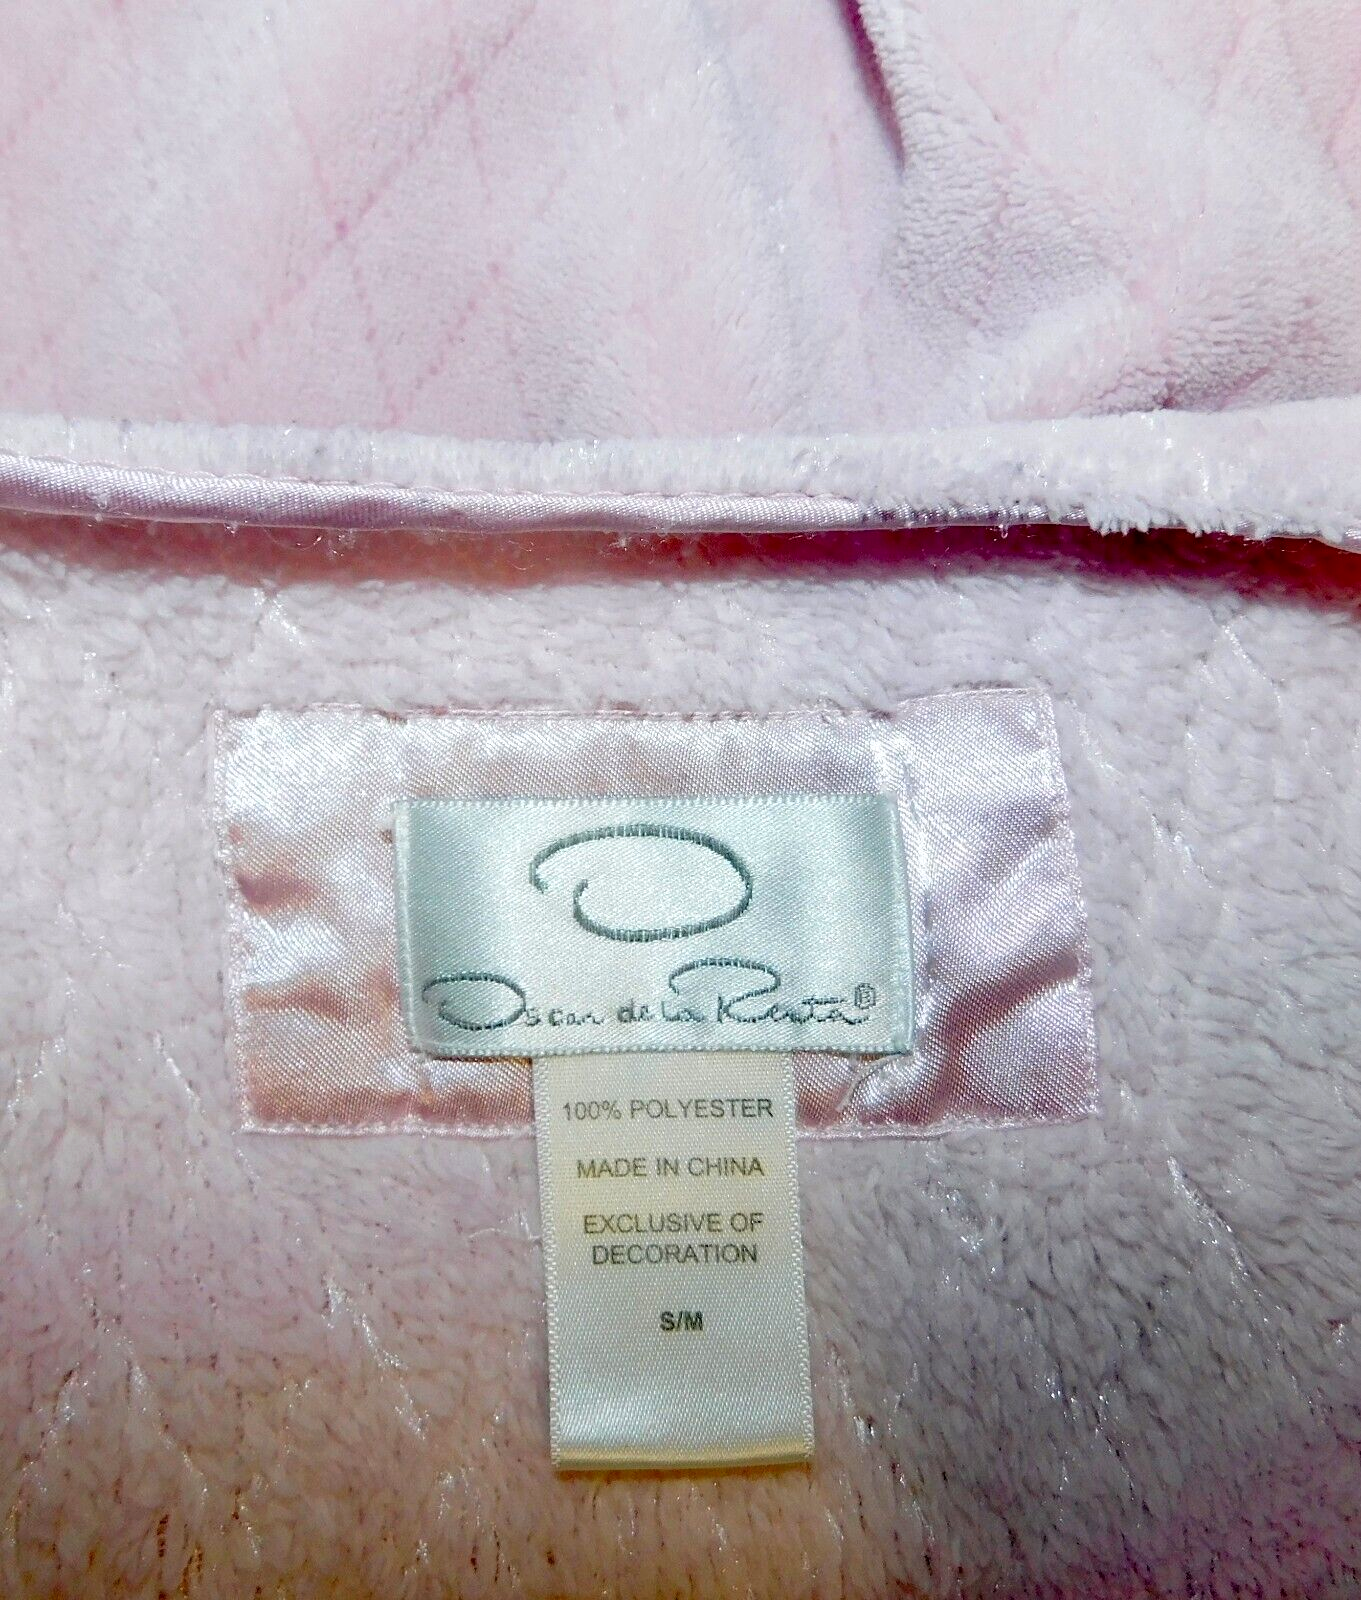 Oscar de la Renta®
100% POLYESTER
MADE IN CHINA
EXCLUSIVE OF
DECORATION
S/M